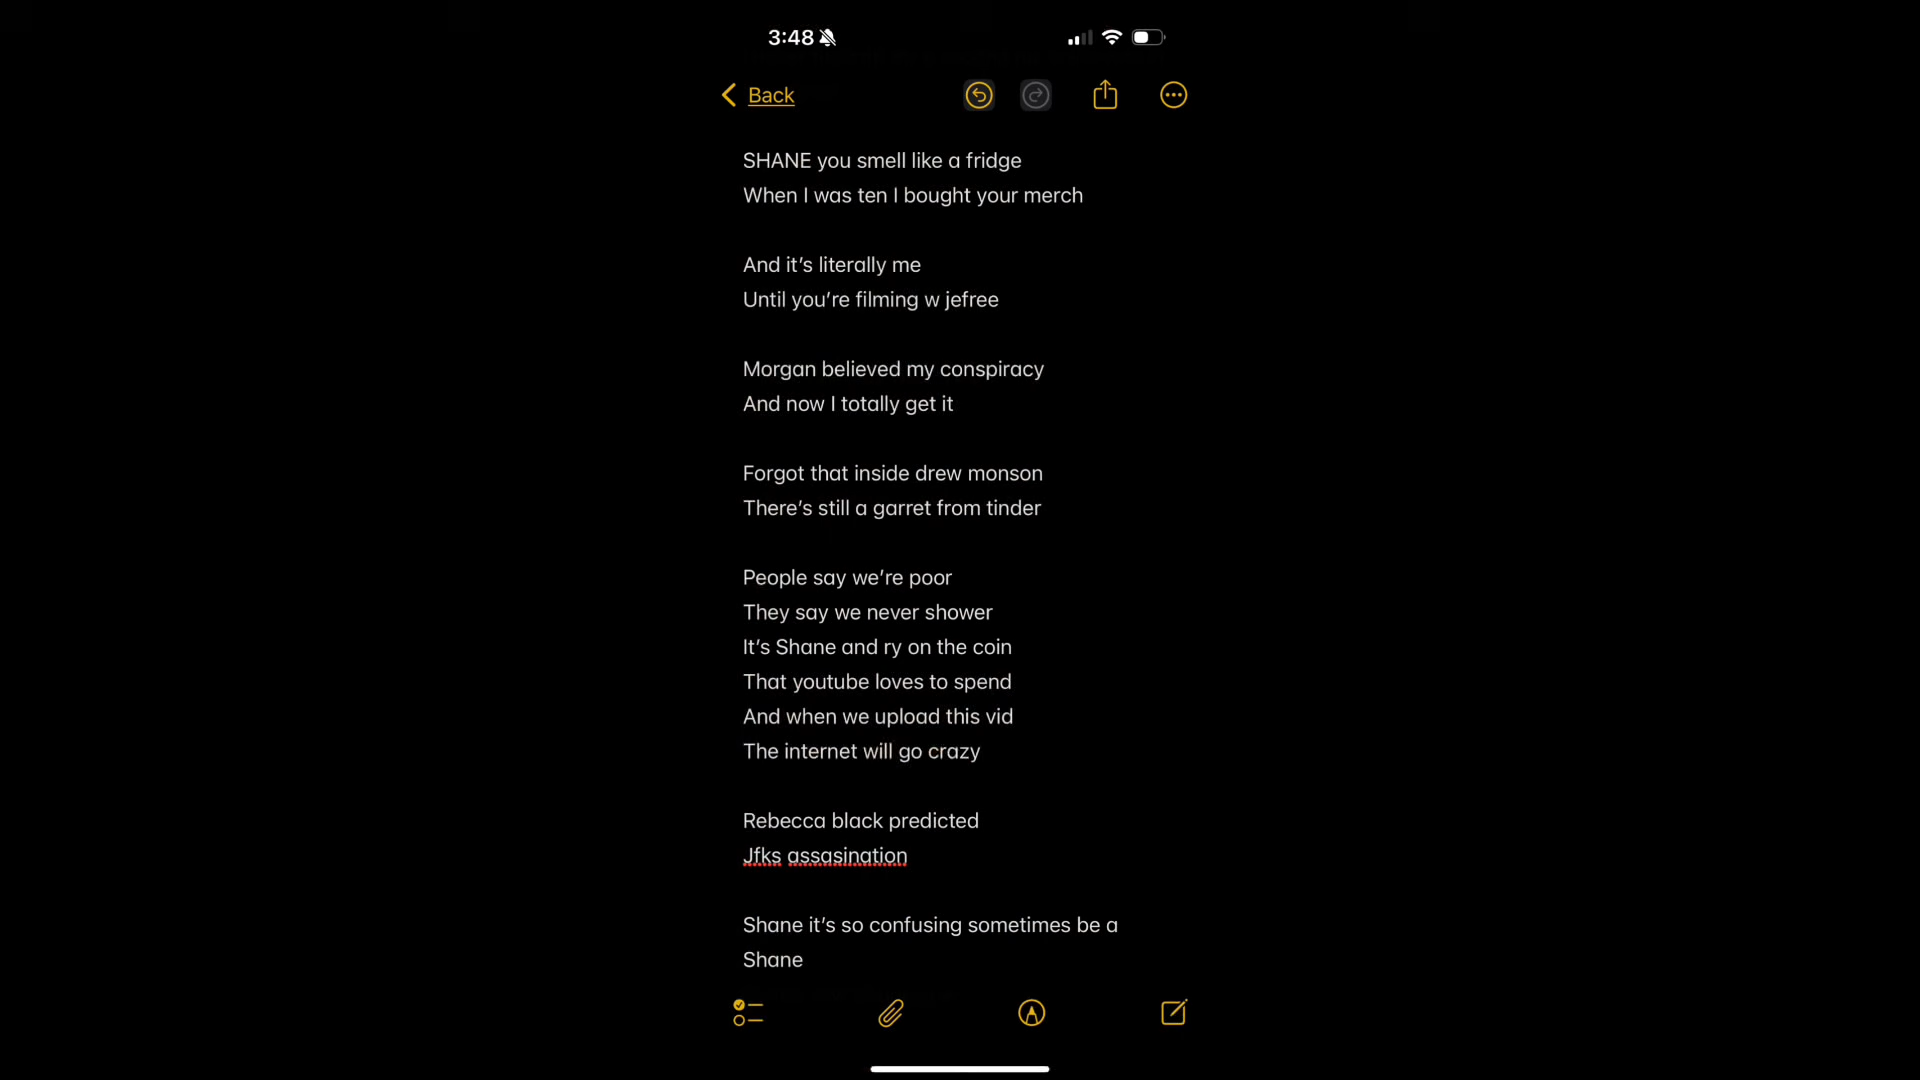 3:48
Back
SHANE you smell like a fridge
When I was ten I bought your merch
And it’s literally me
Until you’re filming w jefree
Morgan believed my conspiracy
And now I totally get it
Forgot that inside drew monson
There’s still a garret from tinder
People say we’re poor
They say we never shower
It’s Shane and ry on the coin
That youtube loves to spend
And when we upload this vid
The internet will go crazy
Rebecca black predicted
Jfks assasination
Shane it’s so confusing sometimes be a
Shane